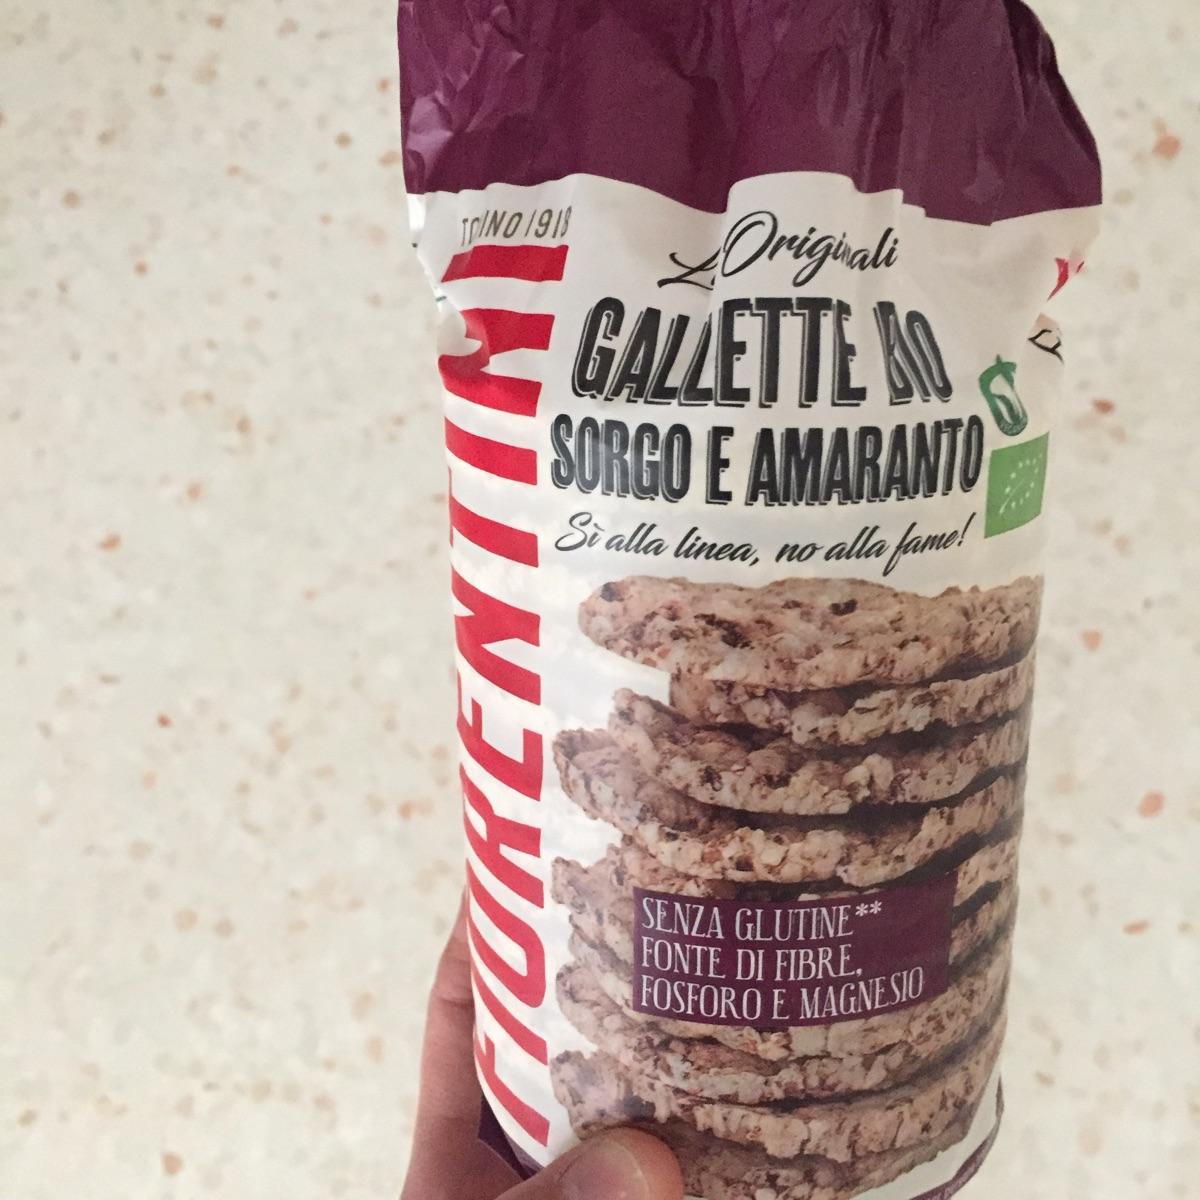 TORINO 1918
FIORENTINI
Le Originali
GALLETTE BIO
SORGO E AMARANTO
Sì alla linea, no alla fame!
SENZA GLUTINE**
FONTE DI FIBRE,
FOSFORO E MAGNESIO